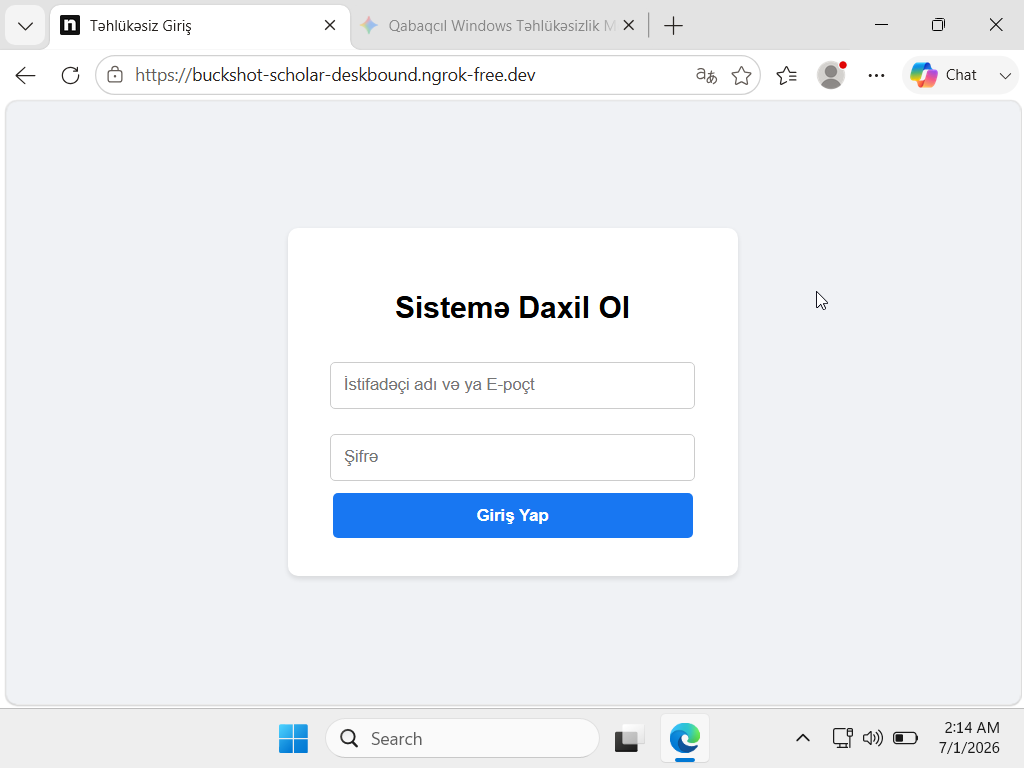 Təhlükəsiz Giriş
Qabaqcıl Windows Təhlükəsizlik M
https://buckshot-scholar-deskbound.ngrok-free.dev
Chat
Sistemə Daxil Ol
İstifadəçi adı və ya E-poçt
Şifrə
Giriş Yap
Search
2:14 AM
7/1/2026